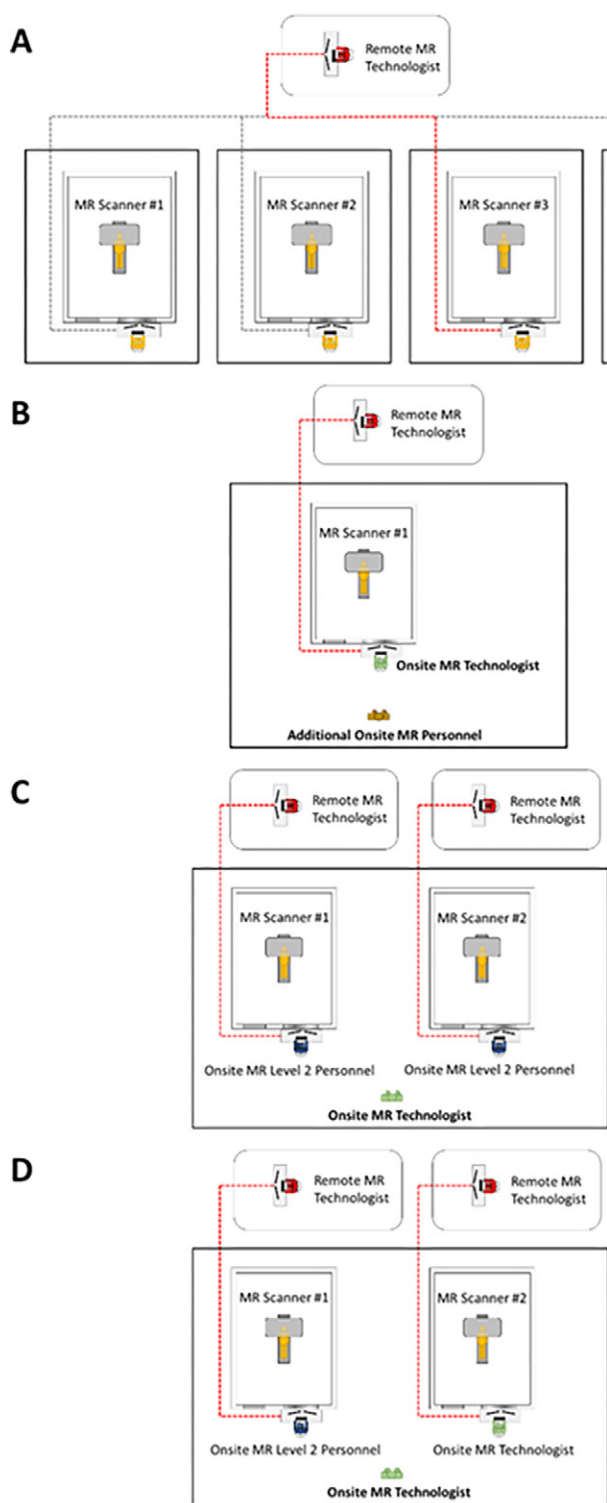 A
Remote MR
Technologist
MR Scanner #1
MR Scanner #2
MR Scanner #3
B
Remote MR
Technologist
MR Scanner #1
Onsite MR Technologist
Additional Onsite MR Personnel
C
Remote MR
Technologist
Remote MR
Technologist
MR Scanner #1
MR Scanner #2
Onsite MR Level 2 Personnel
Onsite MR Level 2 Personnel
Onsite MR Technologist
D
Remote MR
Technologist
Remote MR
Technologist
MR Scanner #1
MR Scanner #2
Onsite MR Level 2 Personnel
Onsite MR Technologist
Onsite MR Technologist